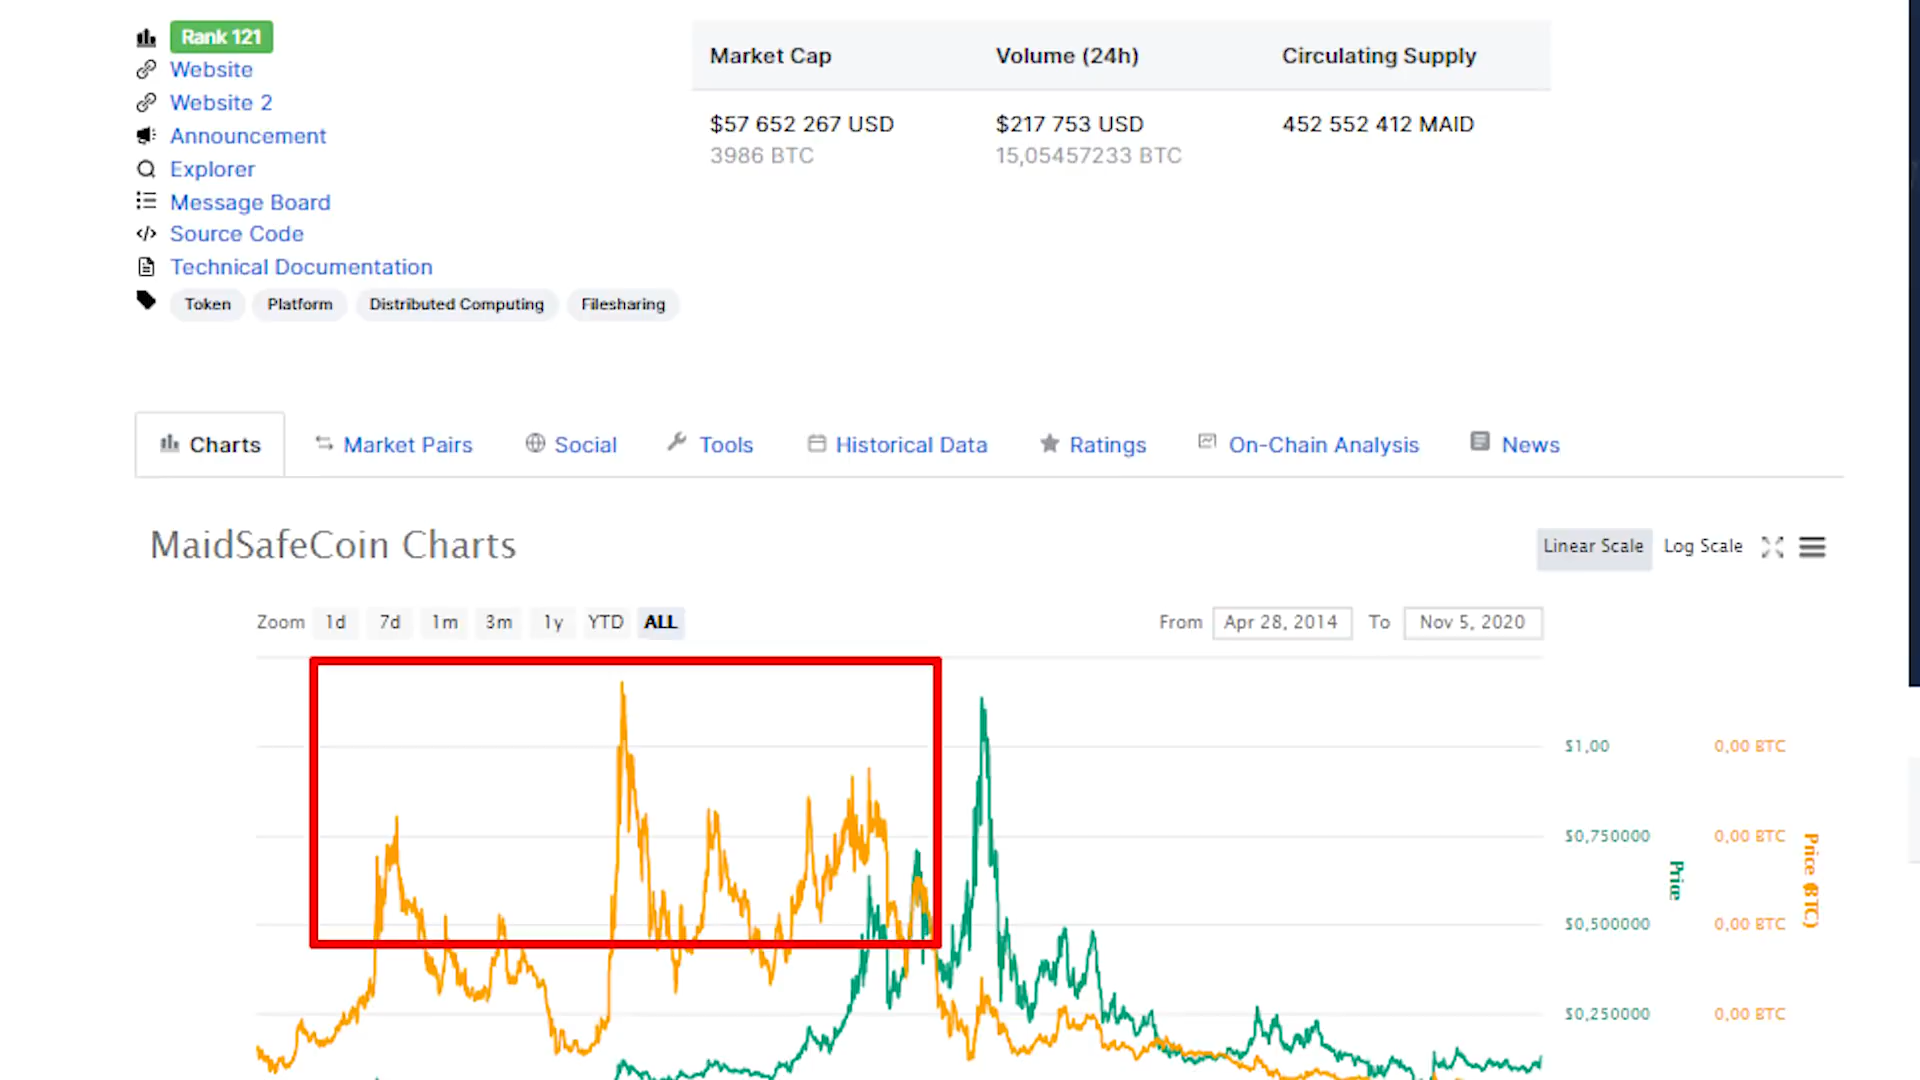 Rank 121
Website
Website 2
Announcement
Explorer
Message Board
Source Code
Technical Documentation
Token Platform Distributed Computing Filesharing
Market Cap Volume (24h) Circulating Supply
$57 652 267 USD $217 753 USD 452 552 412 MAID
3986 BTC 15,05457233 BTC
Charts Market Pairs Social Tools Historical Data Ratings On-Chain Analysis News
MaidSafeCoin Charts
Linear Scale Log Scale
Zoom 1d 7d 1m 3m 1y YTD ALL From Apr 28, 2014 To Nov 5, 2020
$1,00 0,00 BTC
$0,750000 0,00 BTC
$0,500000 0,00 BTC
$0,250000 0,00 BTC
Price
Price (BTC)